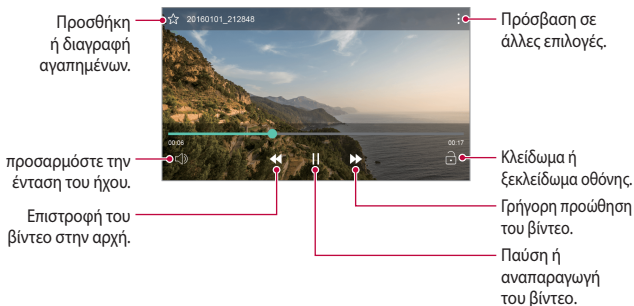 Προσθήκη
ή διαγραφή
αγαπημένων.
20160101_212848
Πρόσβαση σε
άλλες επιλογές.
00:06
00:17
προσαρμόστε την
ένταση του ήχου.
Επιστροφή του
βίντεο στην αρχή.
Κλείδωμα ή
ξεκλείδωμα οθόνης.
Γρήγορη προώθηση
του βίντεο.
Παύση ή
αναπαραγωγή
του βίντεο.